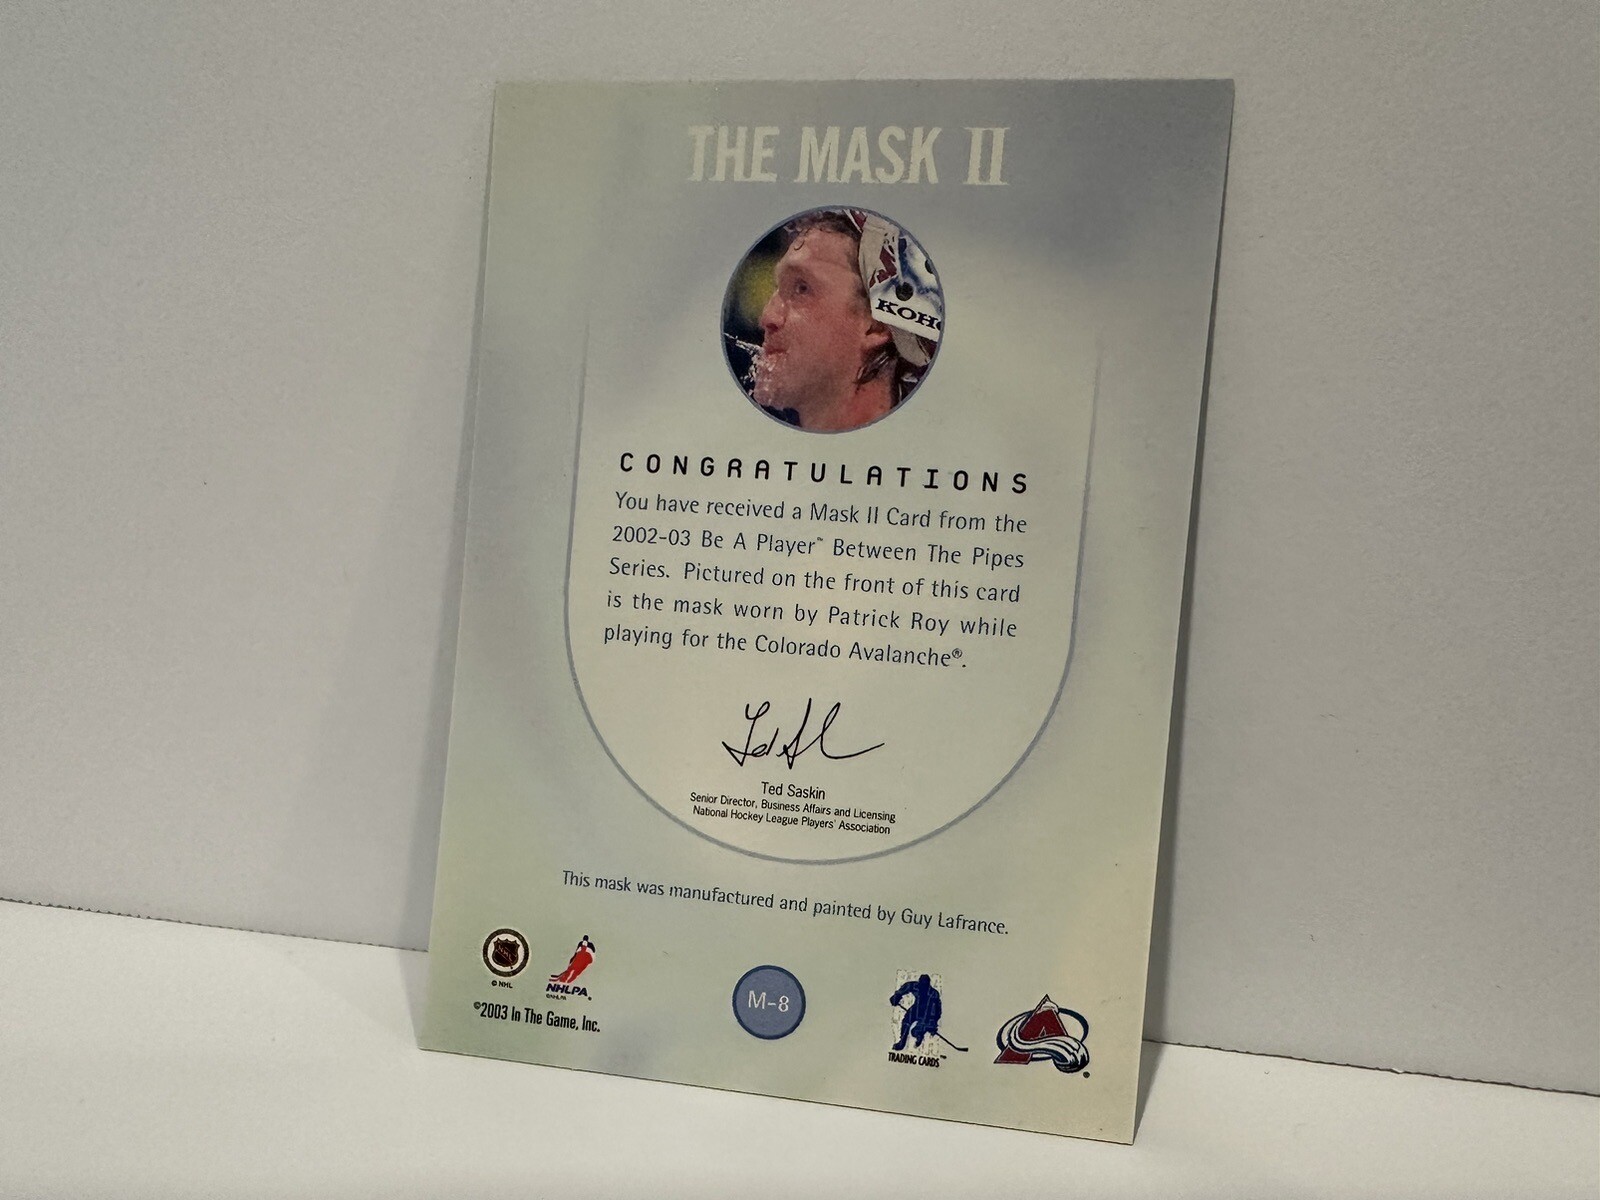 THE MASK II
KOH
CONGRATULATIONS
You have received a Mask II Card from the
2002-03 Be A Player™ Between The Pipes
Series. Pictured on the front of this card
is the mask worn by Patrick Roy while
playing for the Colorado Avalanche®.
Ted Saskin
Senior Director, Business Affairs and Licensing
National Hockey League Players' Association
This mask was manufactured and painted by Guy Lafrance.
© NHL
NHLPA.
©NHLPA
©2003 In The Game, Inc.
M-8
TRADING CARDS™
A